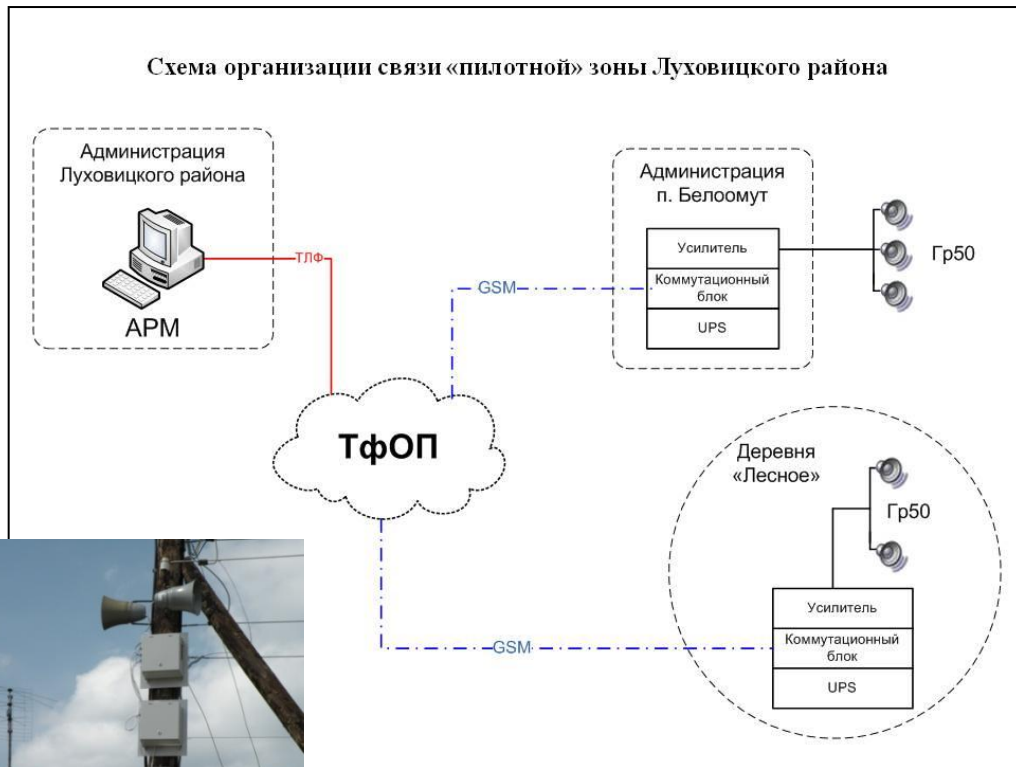 Схема организации связи «пилотной» зоны Луховицкого района
Администрация
Луховицкого района
АРМ
ТЛФ
ТфОП
GSM
Администрация
п. Белоомут
Усилитель
Коммутационный
блок
UPS
Гр50
GSM
Деревня
«Лесное»
Гр50
Усилитель
Коммутационный
блок
UPS